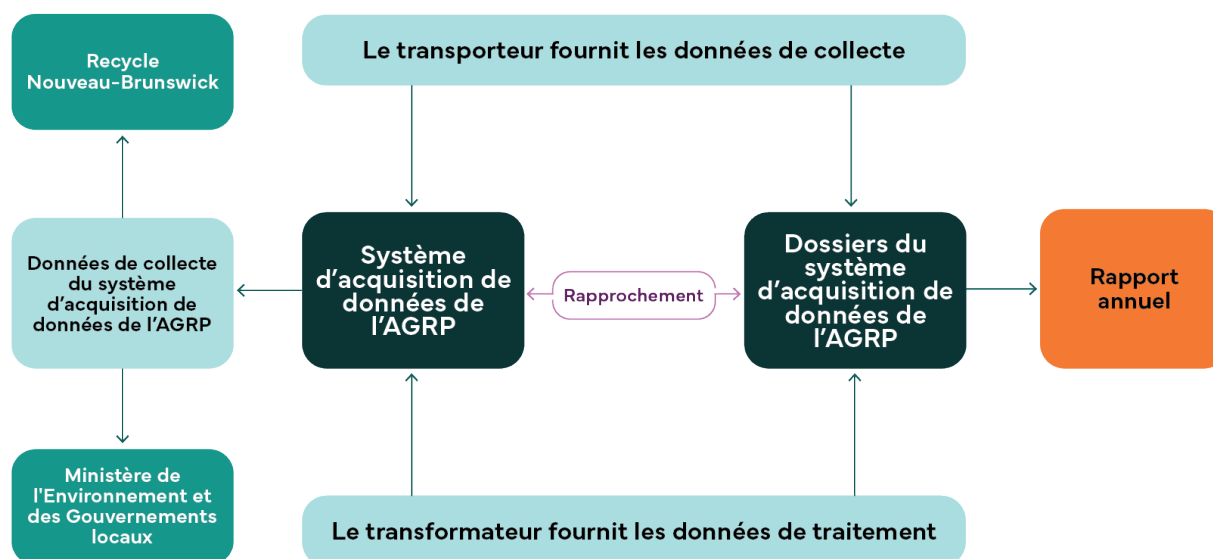 Recycle
Nouveau-Brunswick
Le transporteur fournit les données de collecte
Données de collecte
du système
d’acquisition de
données de l’AGRP
Système
d’acquisition de
données de
l’AGRP
Rapprochement
Dossiers du
système
d’acquisition de
données de
l’AGRP
Rapport
annuel
Ministère de
l'Environnement et
des Gouvernements
locaux
Le transformateur fournit les données de traitement